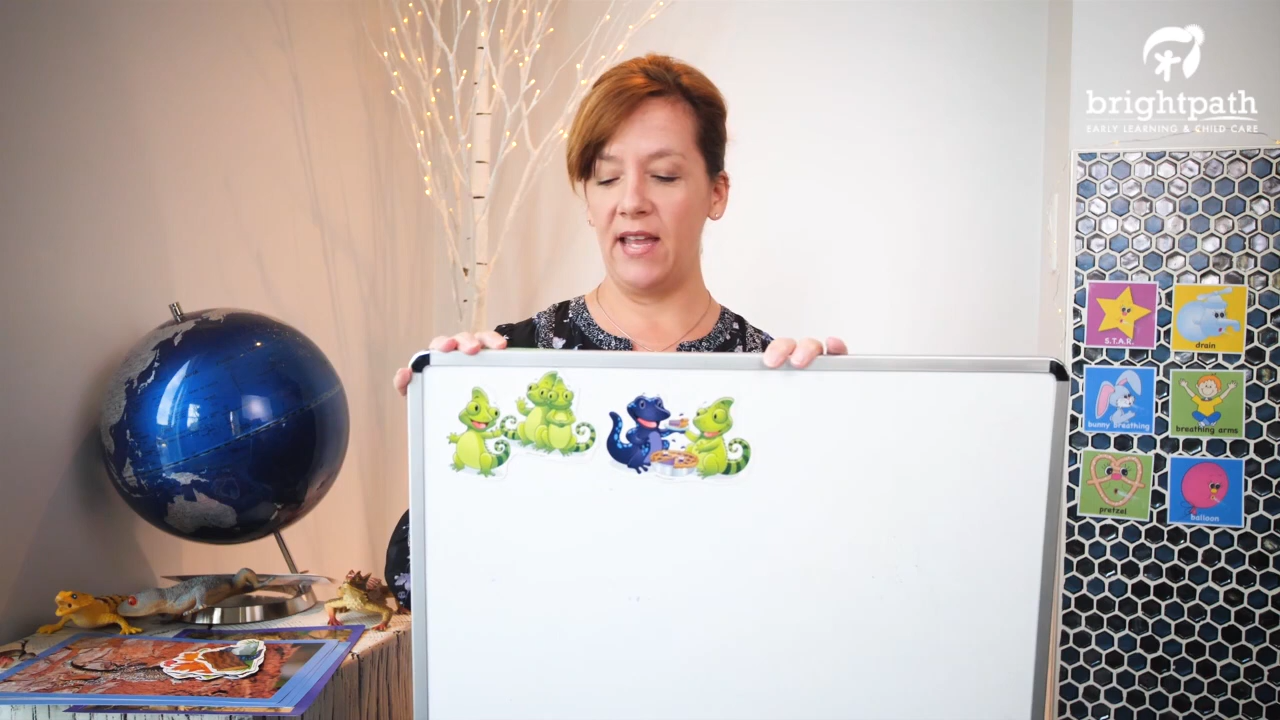 brightpath
EARLY LEARNING & CHILD CARE
S.T.A.R.
drain
bunny breathing
breathing arms
pretzel
balloon